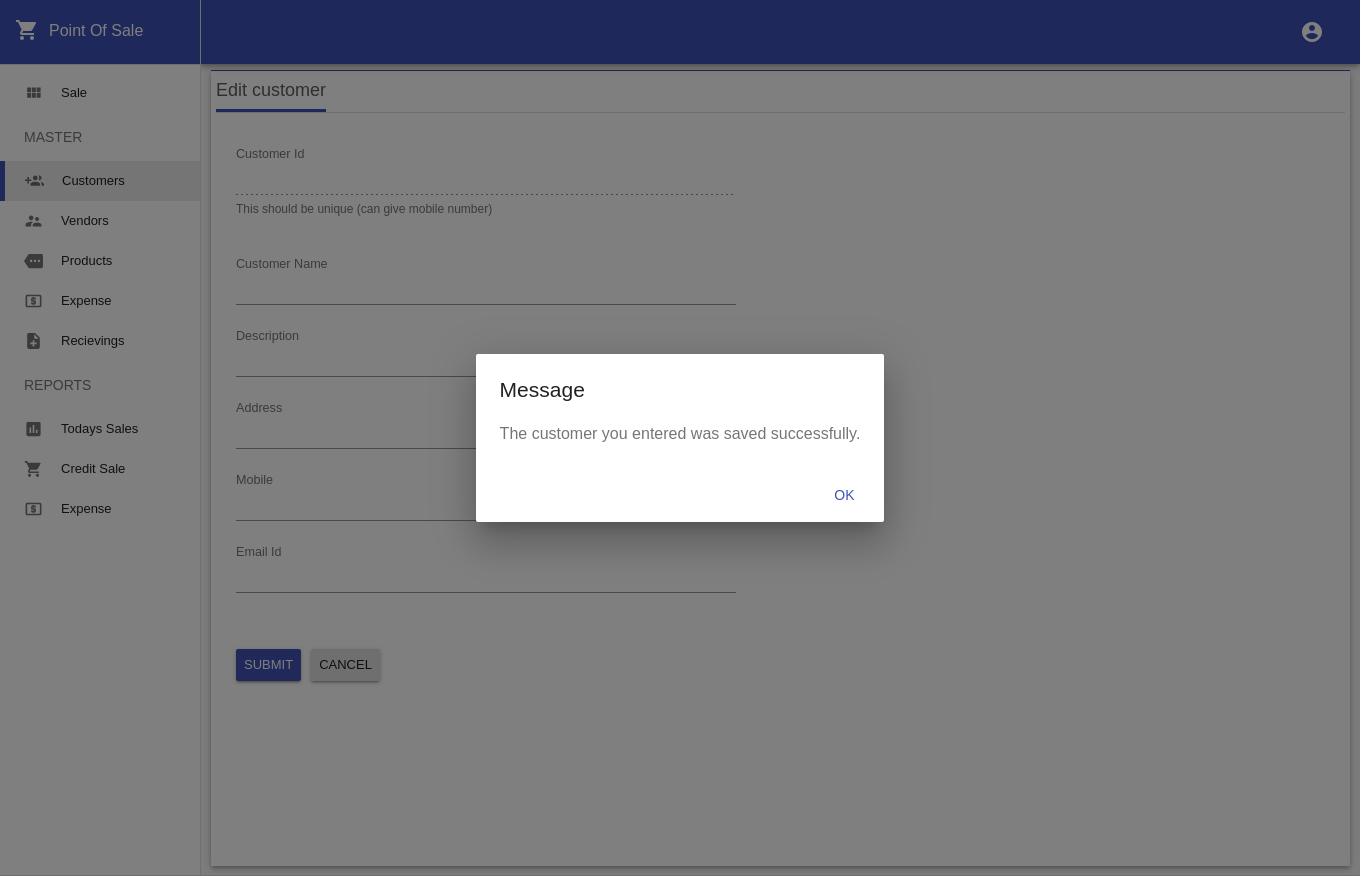 Point Of Sale
Sale
MASTER
Customers
Vendors
Products
Expense
Recievings
REPORTS
Todays Sales
Credit Sale
Expense
Edit customer
Customer Id
This should be unique (can give mobile number)
Customer Name
Description
Address
Mobile
Email Id
SUBMIT CANCEL
Message
The customer you entered was saved successfully.
OK